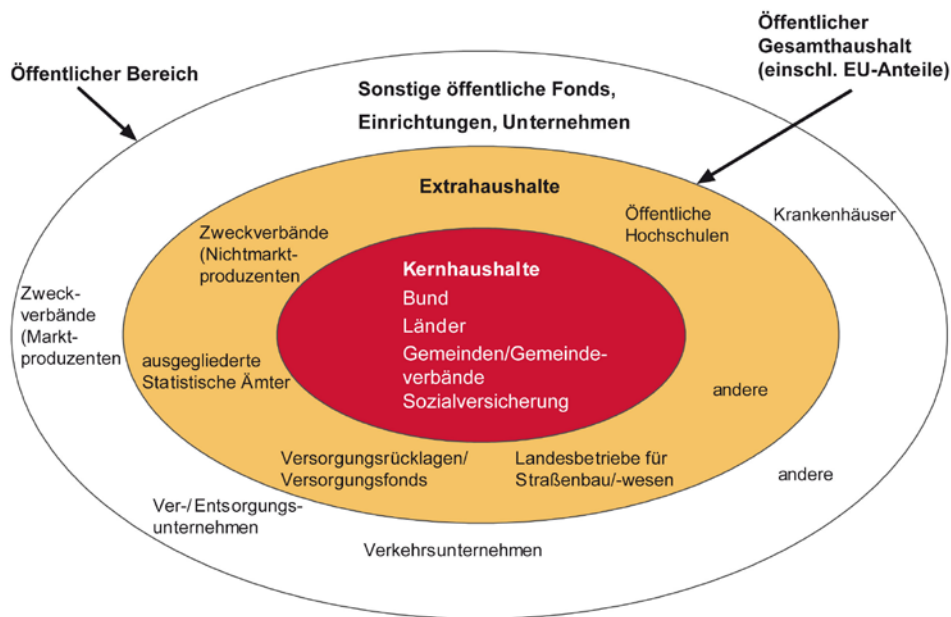 Öffentlicher Bereich
Öffentlicher
Gesamthaushalt
(einschl. EU-Anteile)
Sonstige öffentliche Fonds,
Einrichtungen, Unternehmen
Extrahaushalte
Zweckverbände
(Nichtmarkt-
produzenten
Öffentliche
Hochschulen
Krankenhäuser
Kernhaushalte
Bund
Länder
Gemeinden/Gemeinde-
verbände
Sozialversicherung
Zweck-
verbände
(Markt-
produzenten
ausgegliederte
Statistische Ämter
andere
Versorgungsrücklagen/
Versorgungsfonds
Landesbetriebe für
Straßenbau/-wesen
andere
Ver-/Entsorgungs-
unternehmen
Verkehrsunternehmen